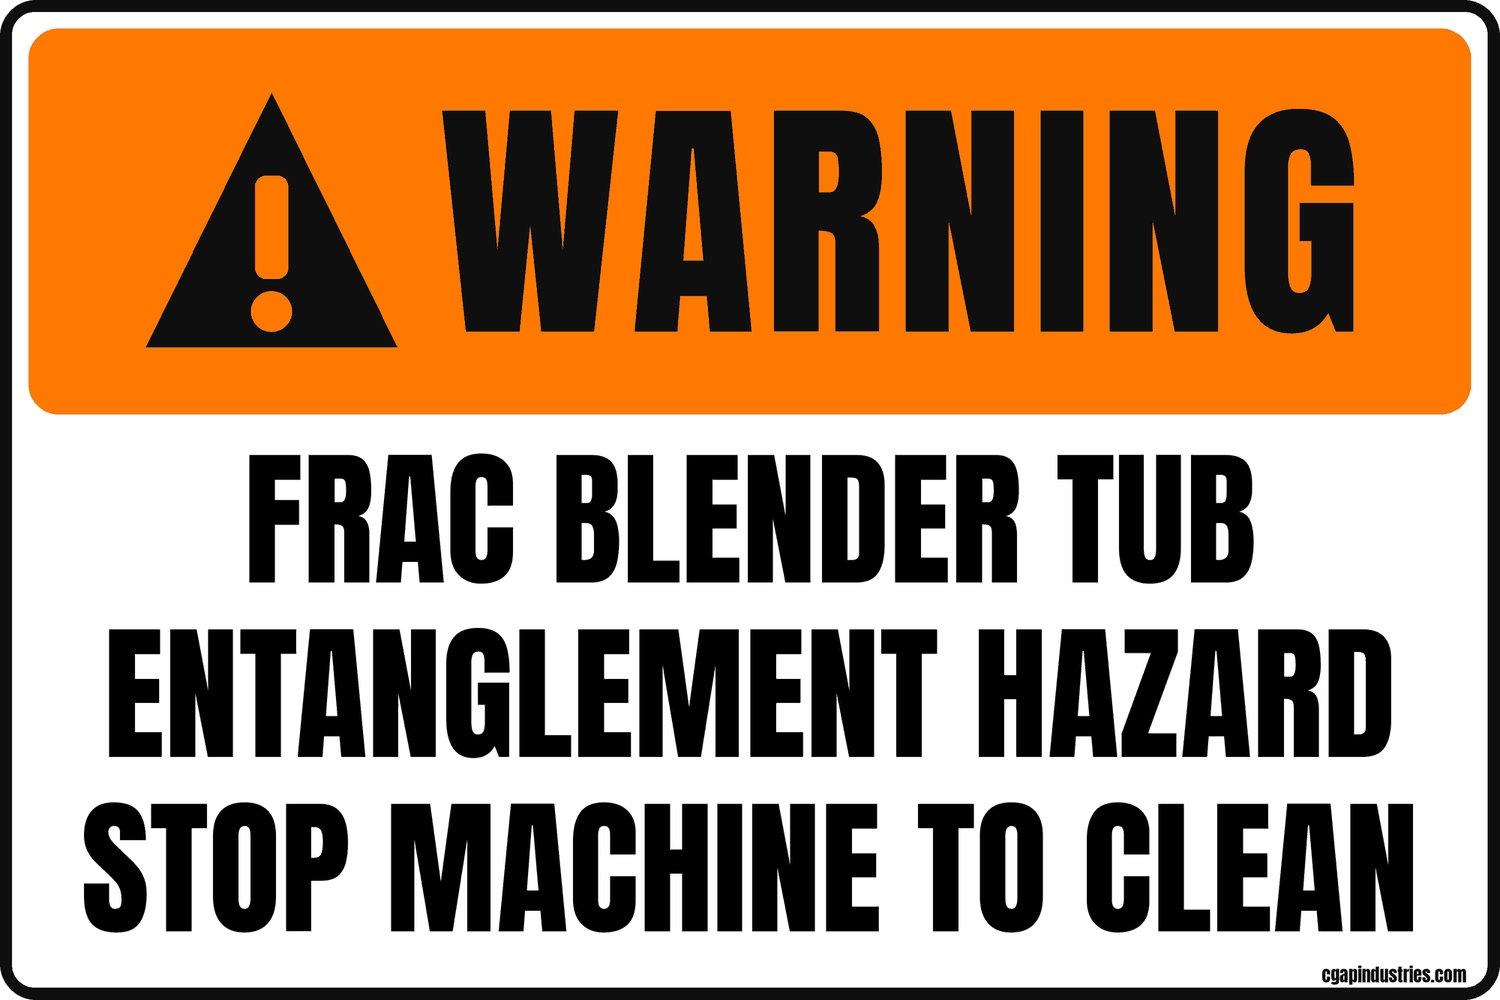 WARNING
FRAC BLENDER TUB
ENTANGLEMENT HAZARD
STOP MACHINE TO CLEAN
cgapindustries.com